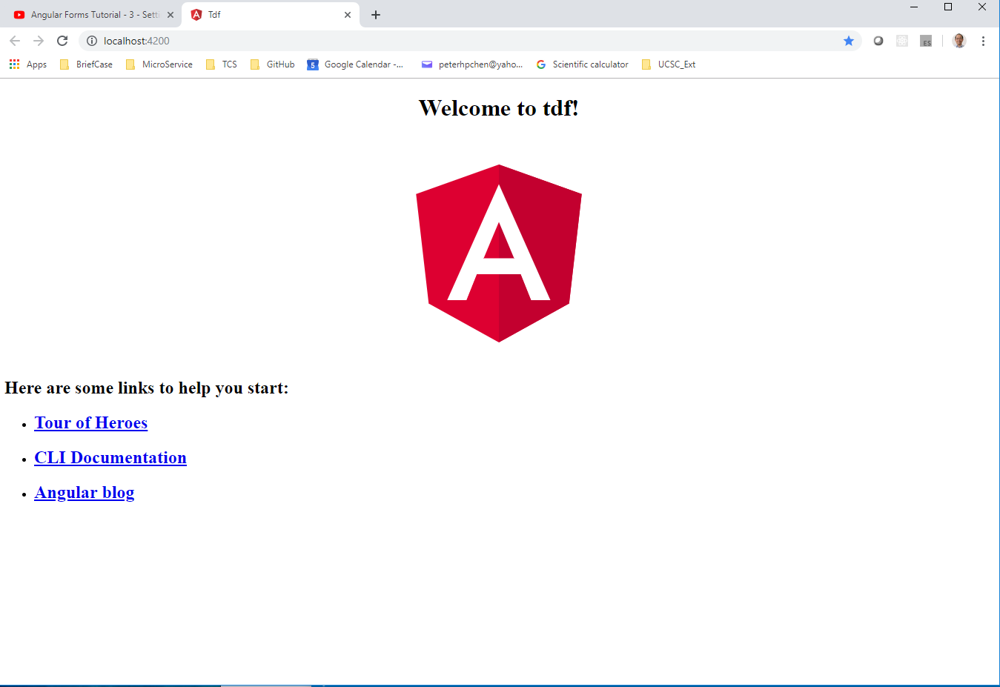 Angular Forms Tutorial - 3 - Setti
Tdf
localhost:4200
Apps BriefCase MicroService TCS GitHub 5 Google Calendar -... peterhpchen@yaho... Scientific calculator UCSC_Ext
ES
Welcome to tdf!
A
Here are some links to help you start:
Tour of Heroes
CLI Documentation
Angular blog